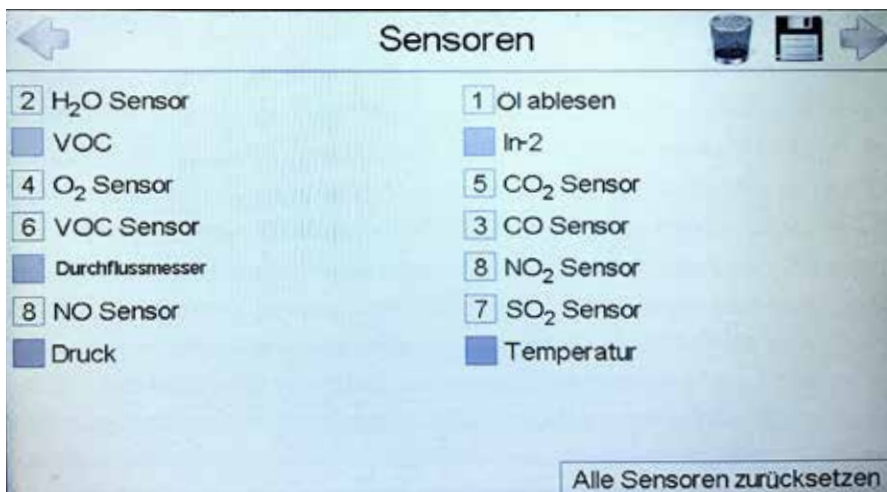 Sensoren
2 H₂O Sensor
1 Öl ablesen
VOC
In-2
4 O₂ Sensor
5 CO₂ Sensor
6 VOC Sensor
3 CO Sensor
Durchflussmesser
8 NO₂ Sensor
8 NO Sensor
7 SO₂ Sensor
Druck
Temperatur
Alle Sensoren zurücksetzen